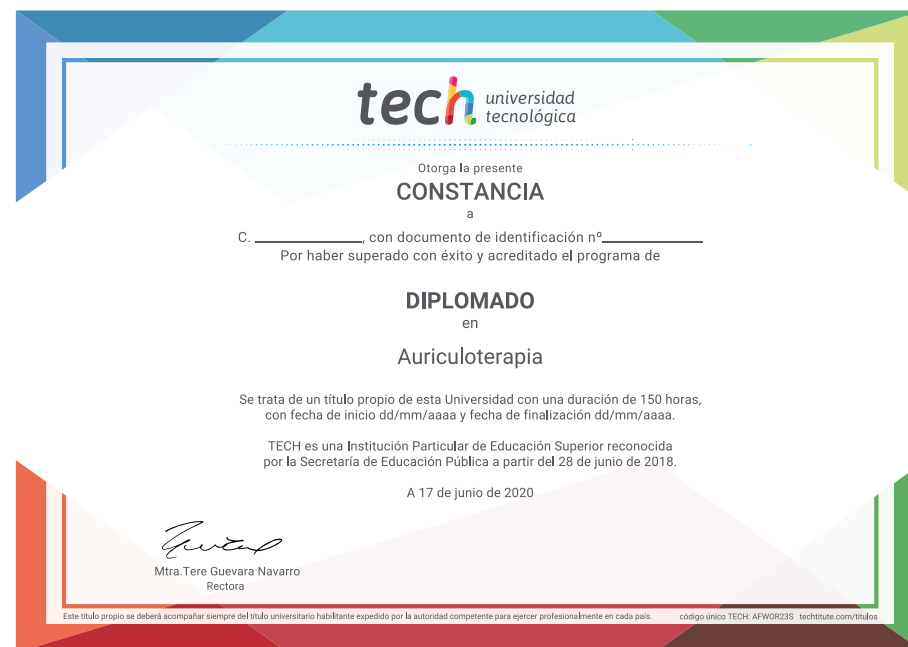 tech universidad
tecnológica
Otorga la presente
CONSTANCIA
a
C. ____________, con documento de identificación nº____________
Por haber superado con éxito y acreditado el programa de
DIPLOMADO
en
Auriculoterapia
Se trata de un título propio de esta Universidad con una duración de 150 horas,
con fecha de inicio dd/mm/aaaa y fecha de finalización dd/mm/aaaa.
TECH es una Institución Particular de Educación Superior reconocida
por la Secretaría de Educación Pública a partir del 28 de junio de 2018.
A 17 de junio de 2020
Mtra.Tere Guevara Navarro
Rectora
Este título propio se deberá acompañar siempre del título universitario habilitante expedido por la autoridad competente para ejercer profesionalmente en cada país. código único TECH: AFWOR23S techtitute.com/titulos